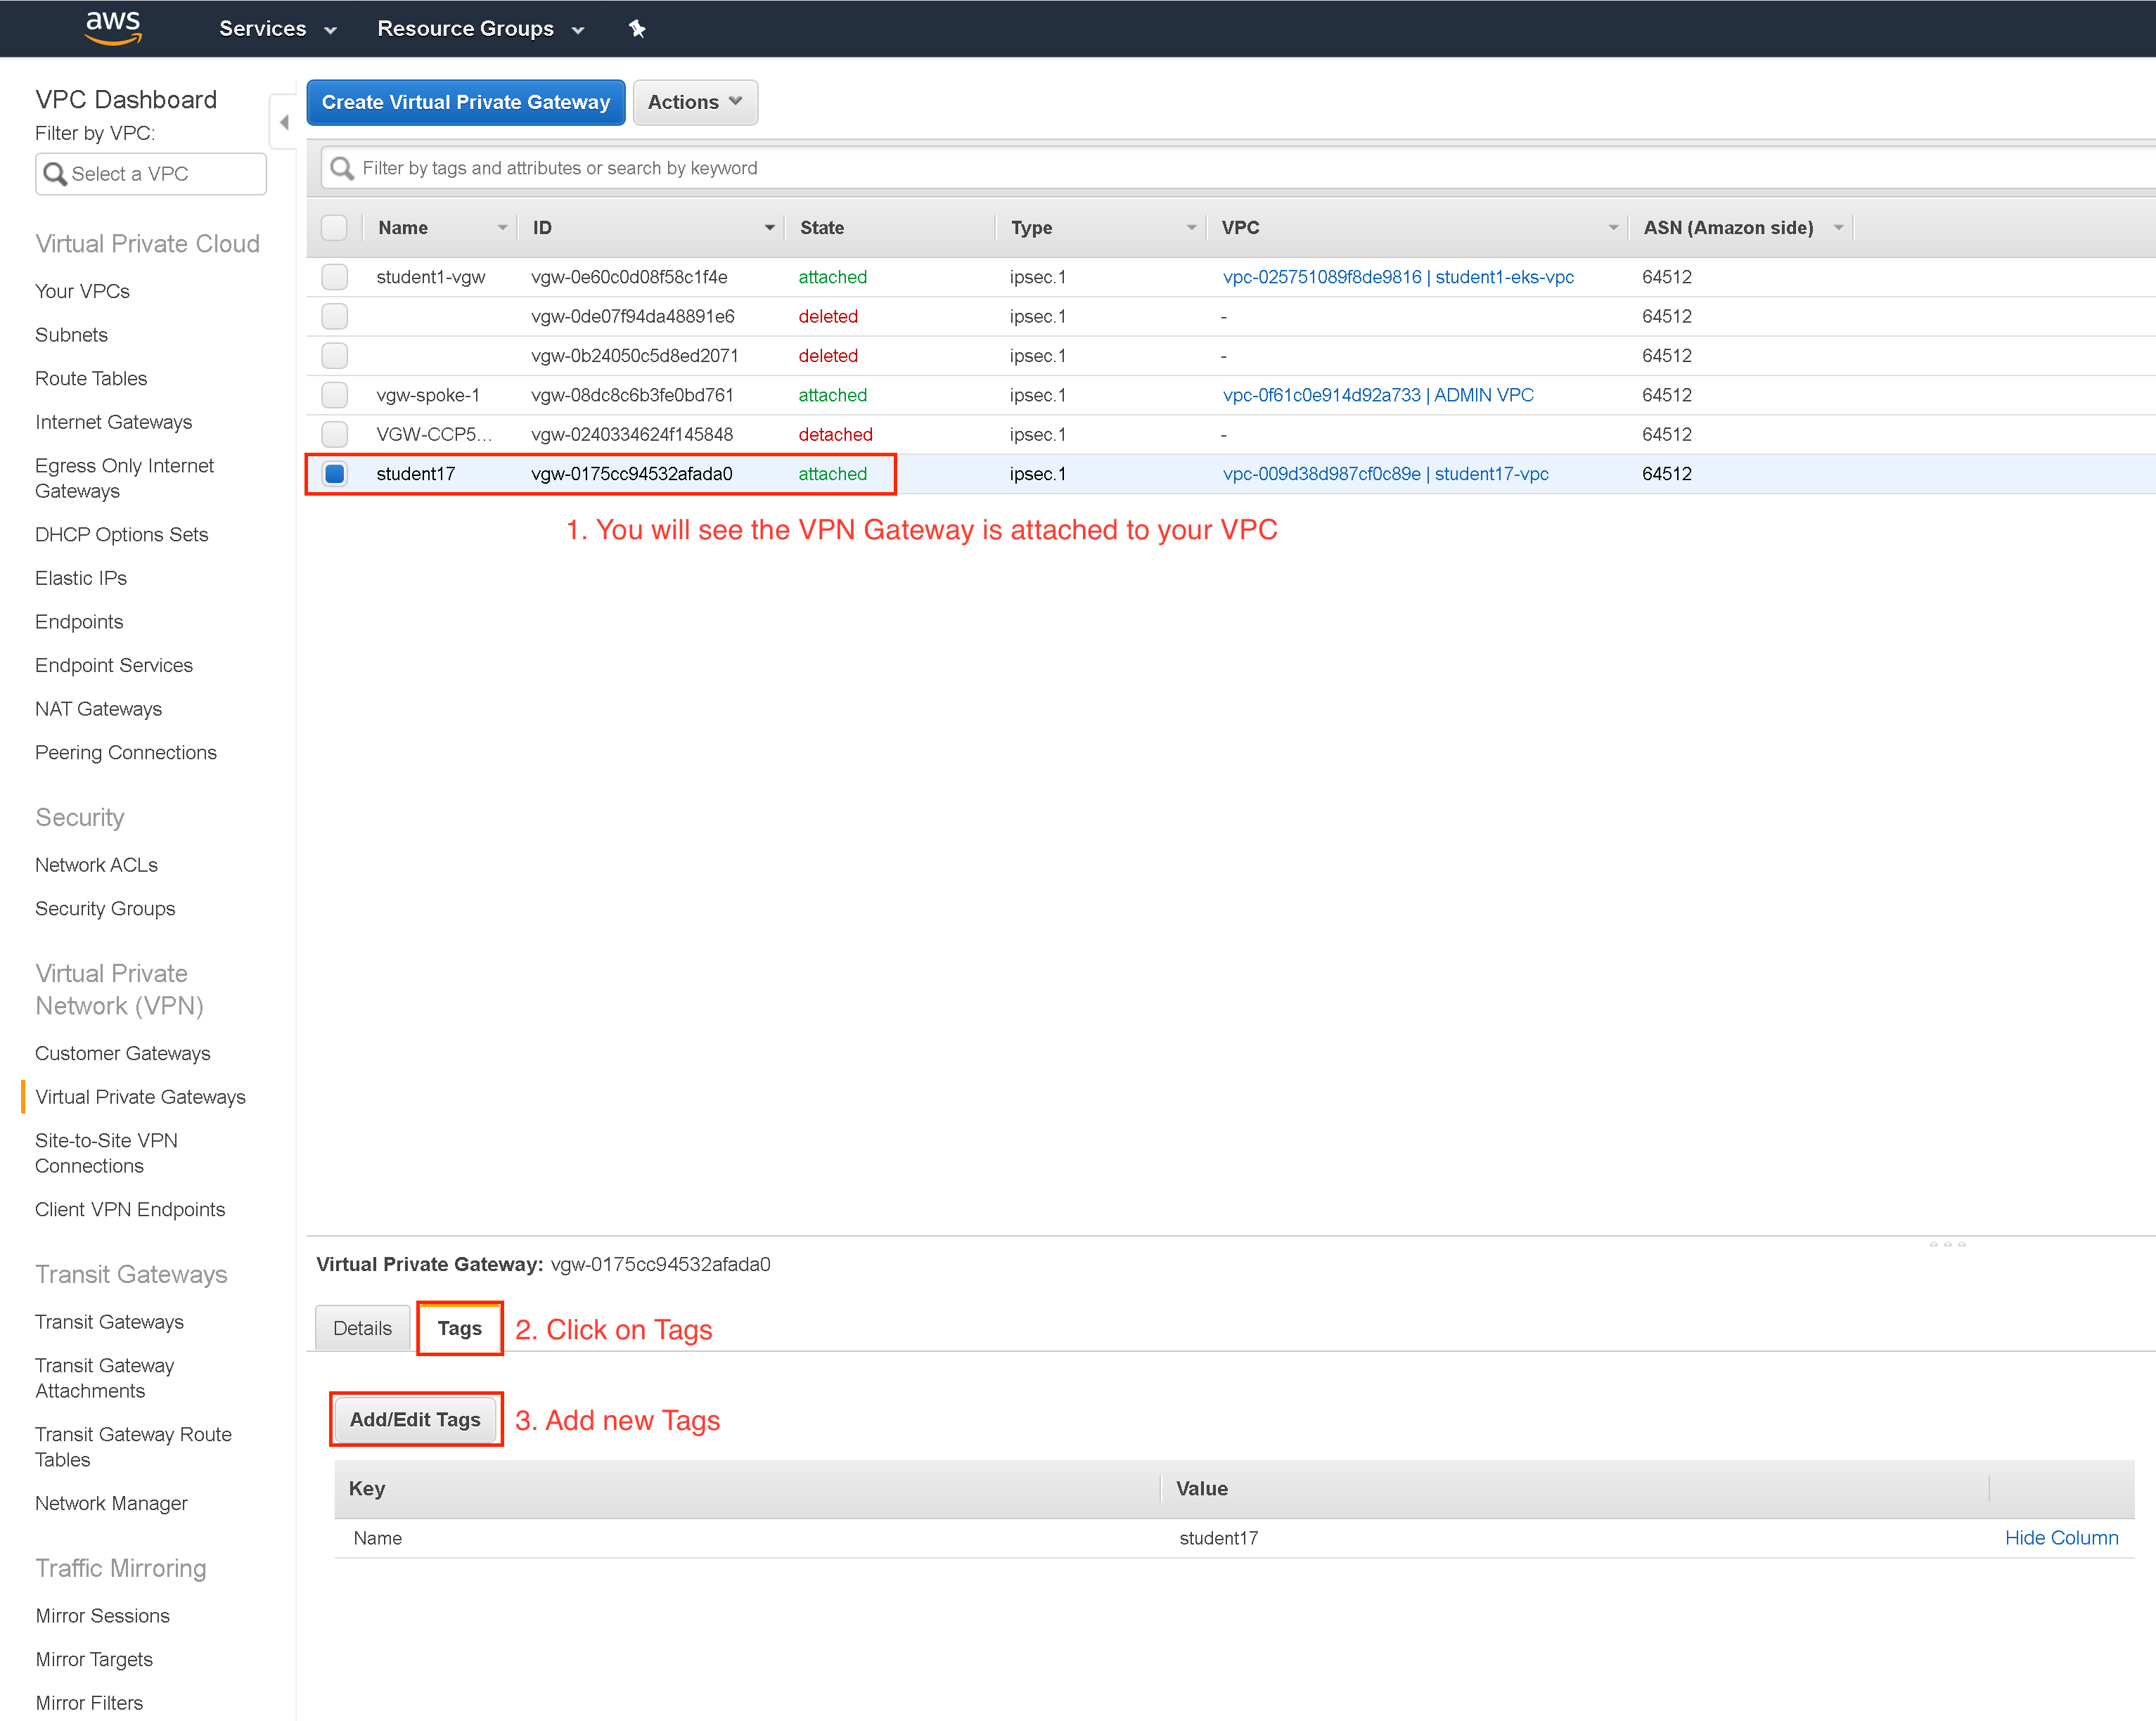 aws Services Resource Groups
VPC Dashboard
Filter by VPC:
Select a VPC
Virtual Private Cloud
Your VPCs
Subnets
Route Tables
Internet Gateways
Egress Only Internet
Gateways
DHCP Options Sets
Elastic IPs
Endpoints
Endpoint Services
NAT Gateways
Peering Connections
Security
Network ACLs
Security Groups
Virtual Private
Network (VPN)
Customer Gateways
Virtual Private Gateways
Site-to-Site VPN
Connections
Client VPN Endpoints
Transit Gateways
Transit Gateways
Transit Gateway
Attachments
Transit Gateway Route
Tables
Network Manager
Traffic Mirroring
Mirror Sessions
Mirror Targets
Mirror Filters
Create Virtual Private Gateway Actions
Filter by tags and attributes or search by keyword
Name ID State Type VPC ASN (Amazon side)
student1-vgw vgw-0e60c0d08f58c1f4e attached ipsec.1 vpc-025751089f8de9816 | student1-eks-vpc 64512
vgw-0de07f94da48891e6 deleted ipsec.1 - 64512
vgw-0b24050c5d8ed2071 deleted ipsec.1 - 64512
vgw-spoke-1 vgw-08dc8c6b3fe0bd761 attached ipsec.1 vpc-0f61c0e914d92a733 | ADMIN VPC 64512
VGW-CCP5... vgw-0240334624f145848 detached ipsec.1 - 64512
student17 vgw-0175cc94532afada0 attached ipsec.1 vpc-009d38d987cf0c89e | student17-vpc 64512
1. You will see the VPN Gateway is attached to your VPC
Virtual Private Gateway: vgw-0175cc94532afada0
Details Tags 2. Click on Tags
Add/Edit Tags 3. Add new Tags
Key Value
Name student17 Hide Column